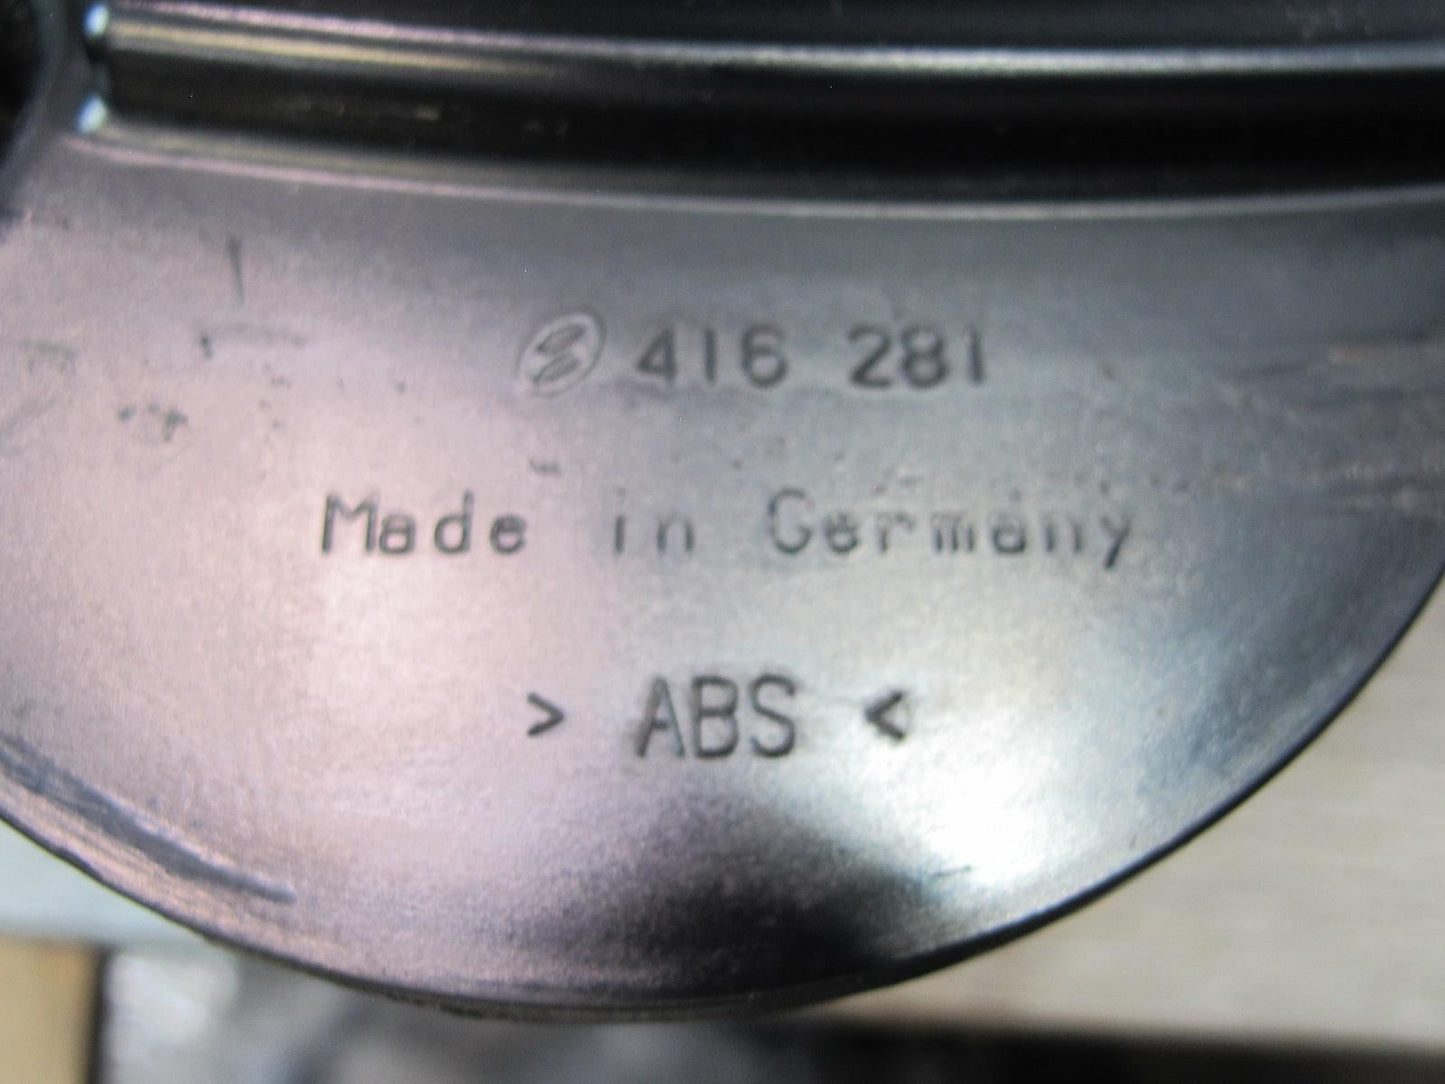 416 281
Made in Germany
> ABS <